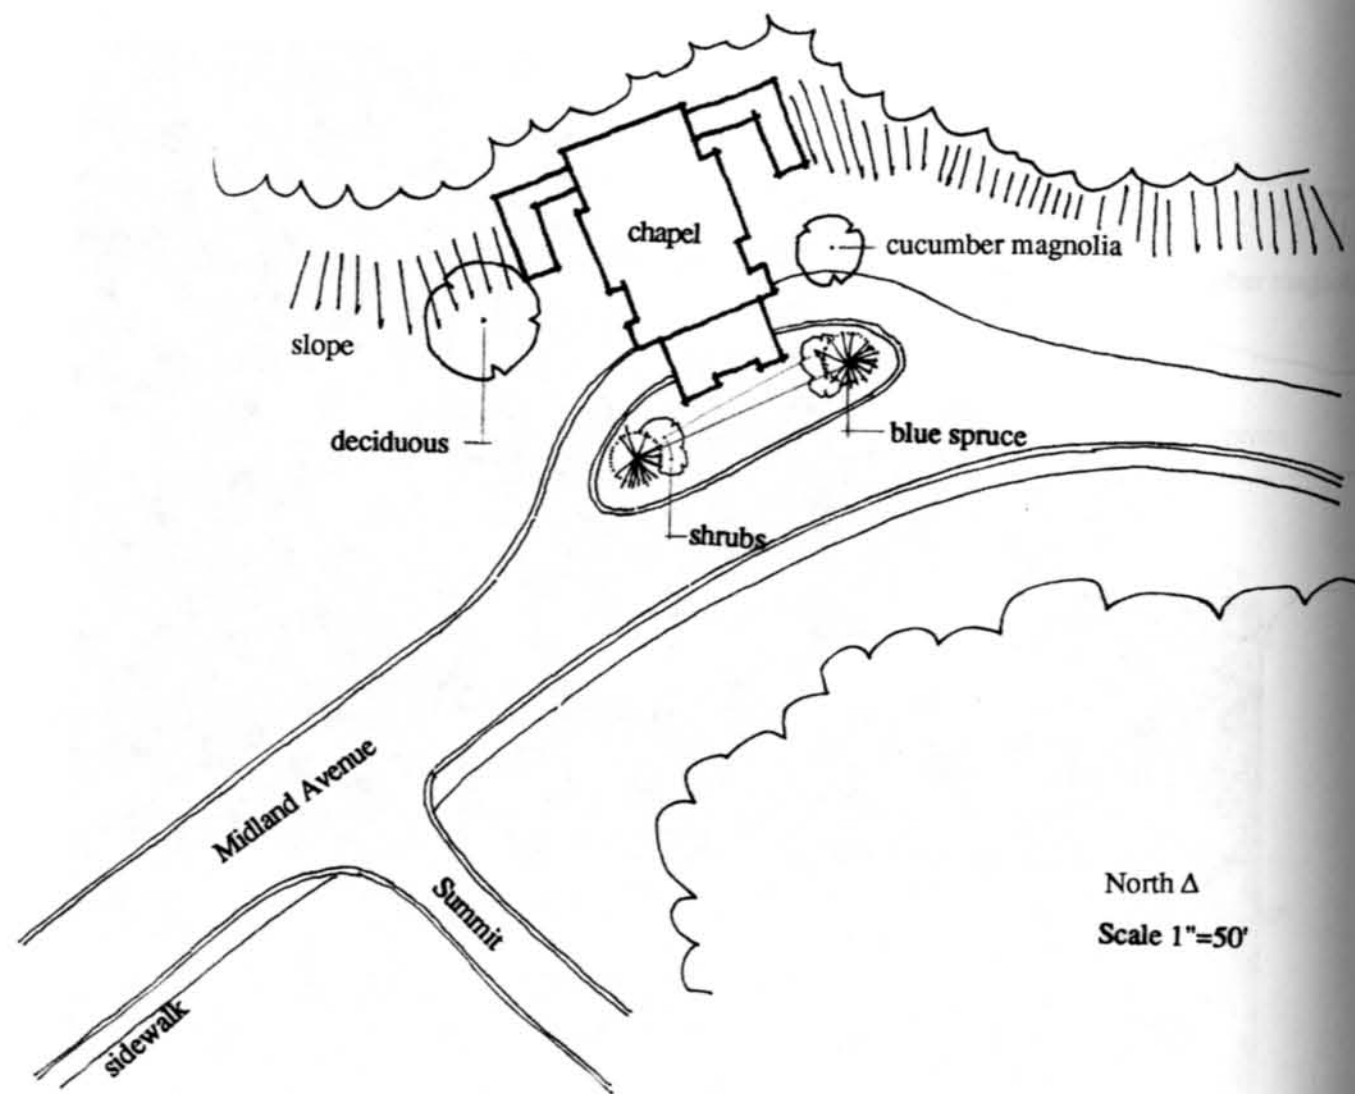 chapel
cucumber magnolia
slope
deciduous
blue spruce
shrubs
Midland Avenue
Summit
North Δ
Scale 1"=50'
sidewalk